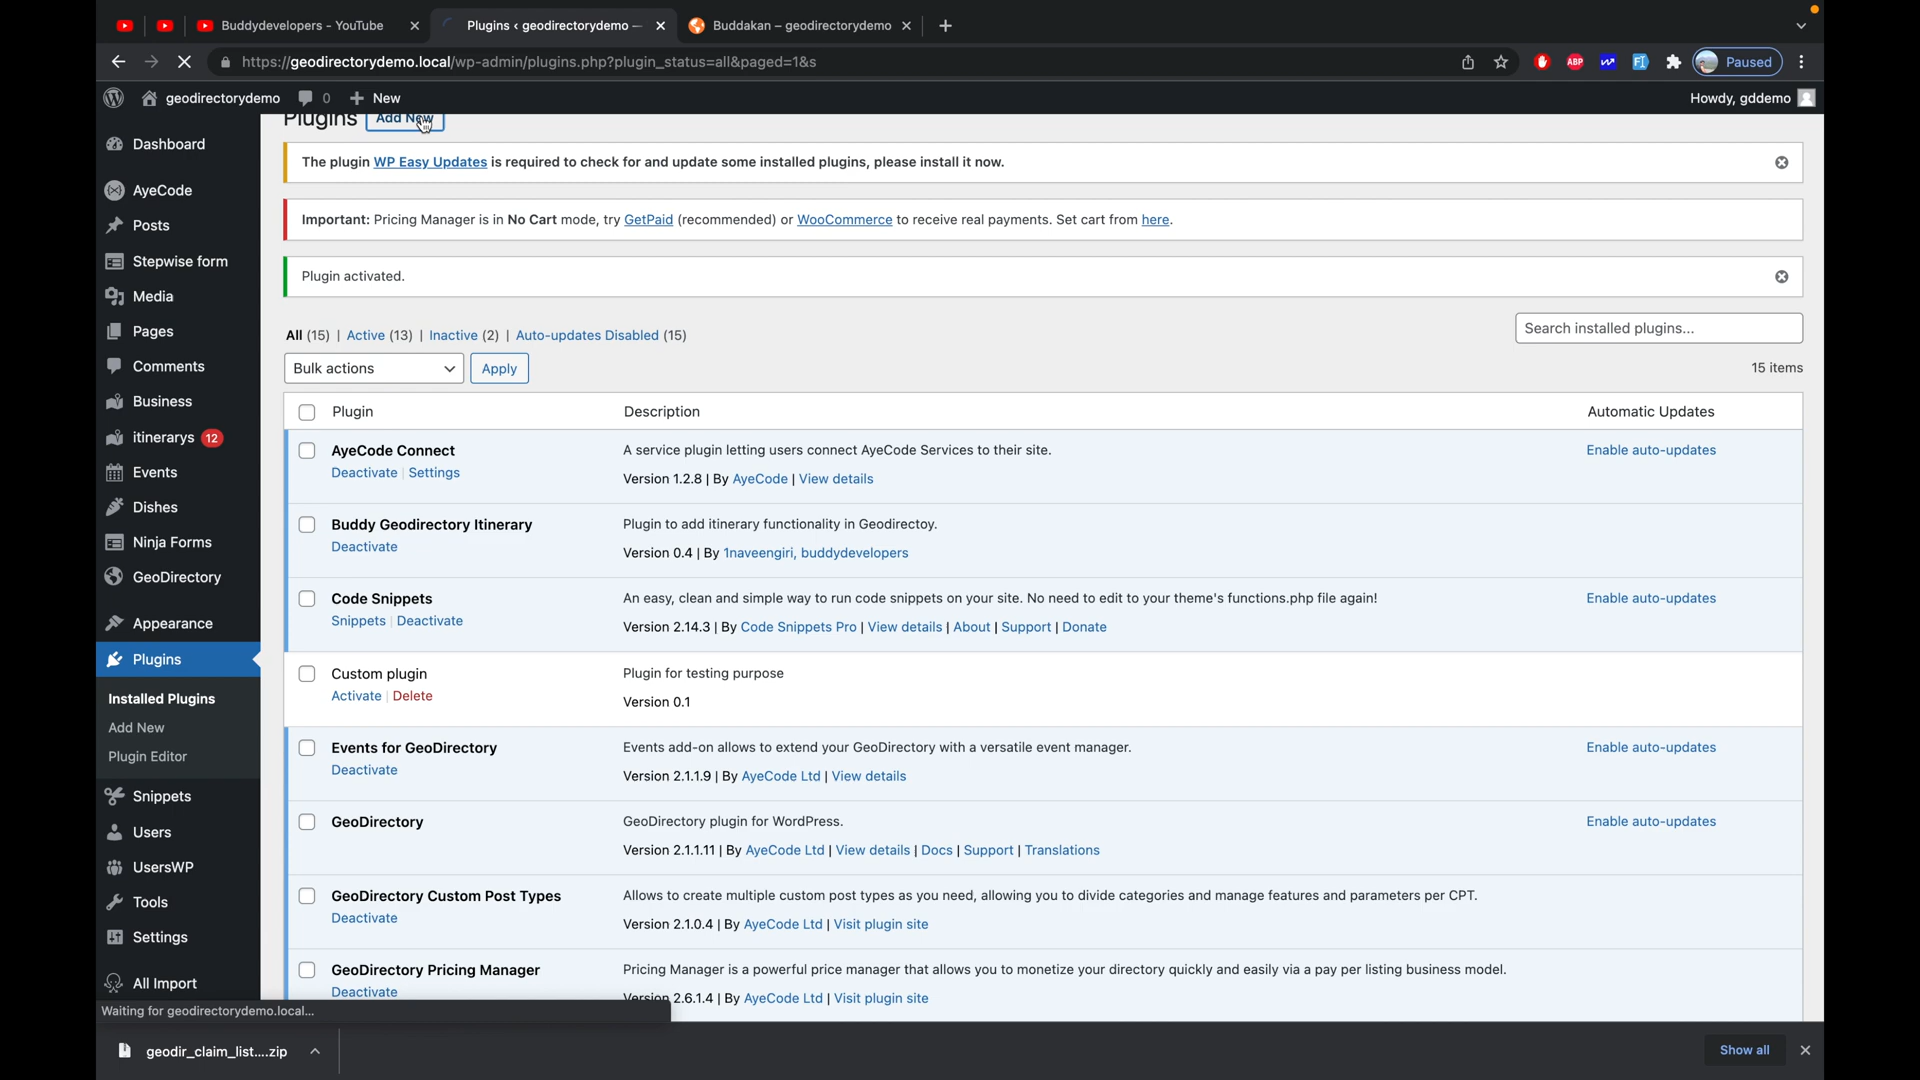 Buddydevelopers - YouTube
Plugins ‹ geodirectorydemo —
Buddakan – geodirectorydemo
https://geodirectorydemo.local/wp-admin/plugins.php?plugin_status=all&paged=1&s
ABP
Paused
geodirectorydemo
0
New
Howdy, gddemo
Dashboard
AyeCode
Posts
Stepwise form
Media
Pages
Comments
Business
itinerarys 12
Events
Dishes
Ninja Forms
GeoDirectory
Appearance
Plugins
Installed Plugins
Add New
Plugin Editor
Snippets
Users
UsersWP
Tools
Settings
All Import
Plugins Add New
The plugin WP Easy Updates is required to check for and update some installed plugins, please install it now.
Important: Pricing Manager is in No Cart mode, try GetPaid (recommended) or WooCommerce to receive real payments. Set cart from here.
Plugin activated.
All (15) | Active (13) | Inactive (2) | Auto-updates Disabled (15)
Search installed plugins...
Bulk actions
Apply
15 items
Plugin Description Automatic Updates
AyeCode Connect
Deactivate | Settings
A service plugin letting users connect AyeCode Services to their site.
Version 1.2.8 | By AyeCode | View details
Enable auto-updates
Buddy Geodirectory Itinerary
Deactivate
Plugin to add itinerary functionality in Geodirectoy.
Version 0.4 | By 1naveengiri, buddydevelopers
Code Snippets
Snippets | Deactivate
An easy, clean and simple way to run code snippets on your site. No need to edit to your theme's functions.php file again!
Version 2.14.3 | By Code Snippets Pro | View details | About | Support | Donate
Enable auto-updates
Custom plugin
Activate | Delete
Plugin for testing purpose
Version 0.1
Events for GeoDirectory
Deactivate
Events add-on allows to extend your GeoDirectory with a versatile event manager.
Version 2.1.1.9 | By AyeCode Ltd | View details
Enable auto-updates
GeoDirectory
GeoDirectory plugin for WordPress.
Version 2.1.1.11 | By AyeCode Ltd | View details | Docs | Support | Translations
Enable auto-updates
GeoDirectory Custom Post Types
Deactivate
Allows to create multiple custom post types as you need, allowing you to divide categories and manage features and parameters per CPT.
Version 2.1.0.4 | By AyeCode Ltd | Visit plugin site
GeoDirectory Pricing Manager
Deactivate
Pricing Manager is a powerful price manager that allows you to monetize your directory quickly and easily via a pay per listing business model.
Version 2.6.1.4 | By AyeCode Ltd | Visit plugin site
Waiting for geodirectorydemo.local...
geodir_claim_list....zip
Show all